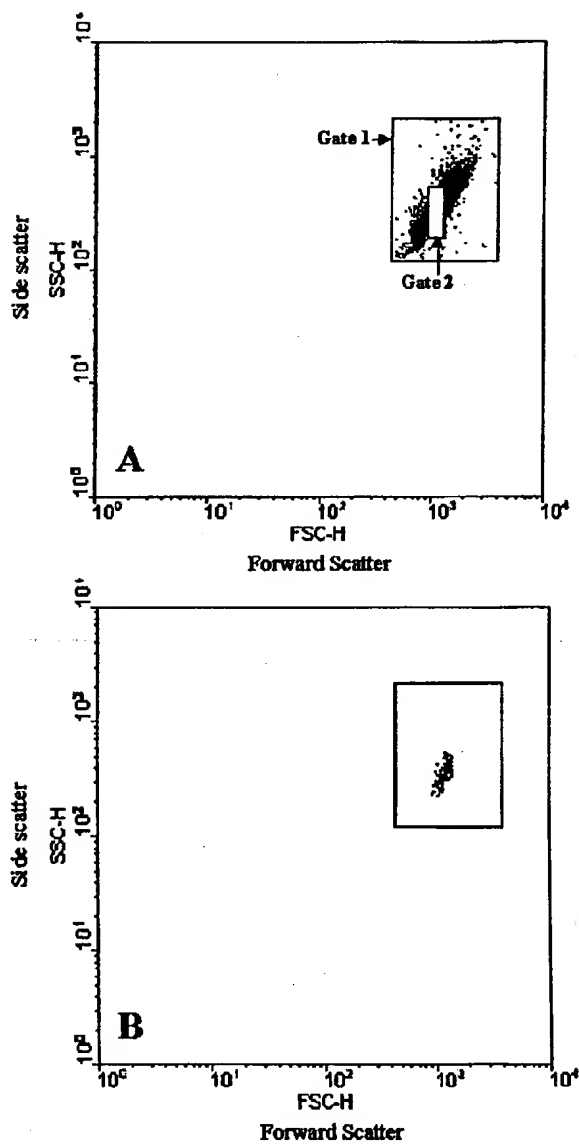 10⁴
10³
10²
10¹
10⁰
Side scatter
SSC-H
Gate 1
Gate 2
A
10⁰ 10¹ 10² 10³ 10⁴
FSC-H
Forward Scatter
10⁴
10³
10²
10¹
10⁰
Side scatter
SSC-H
B
10⁰ 10¹ 10² 10³ 10⁴
FSC-H
Forward Scatter